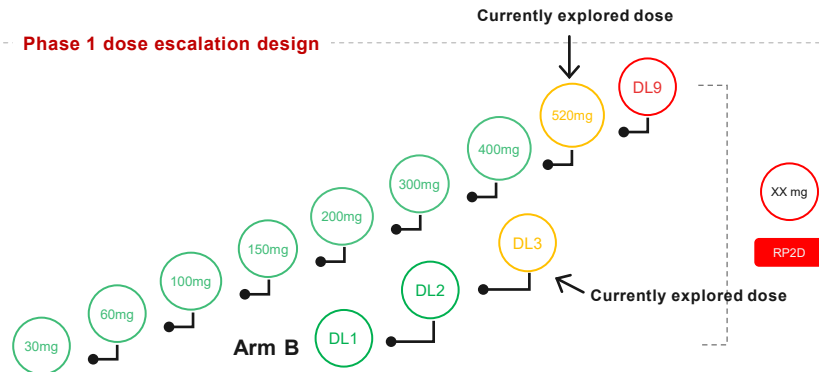 Currently explored dose
Phase 1 dose escalation design
DL9
520mg
400mg
300mg
XX mg
200mg
150mg
DL3
RP2D
100mg
DL2
Currently explored dose
60mg
30mg
Arm B
DL1